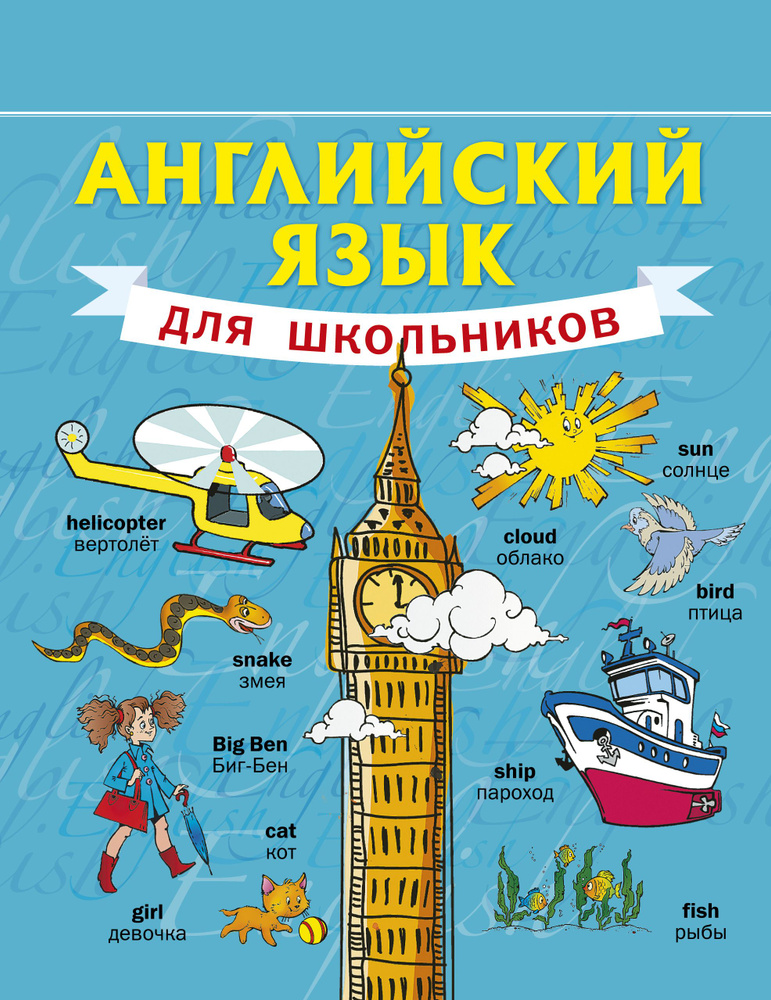 АНГЛИЙСКИЙ
ЯЗЫК
ДЛЯ ШКОЛЬНИКОВ
sun
солнце
helicopter
вертолёт
cloud
облако
bird
птица
snake
змея
Big Ben
Биг-Бен
ship
пароход
cat
кот
girl
девочка
fish
рыбы